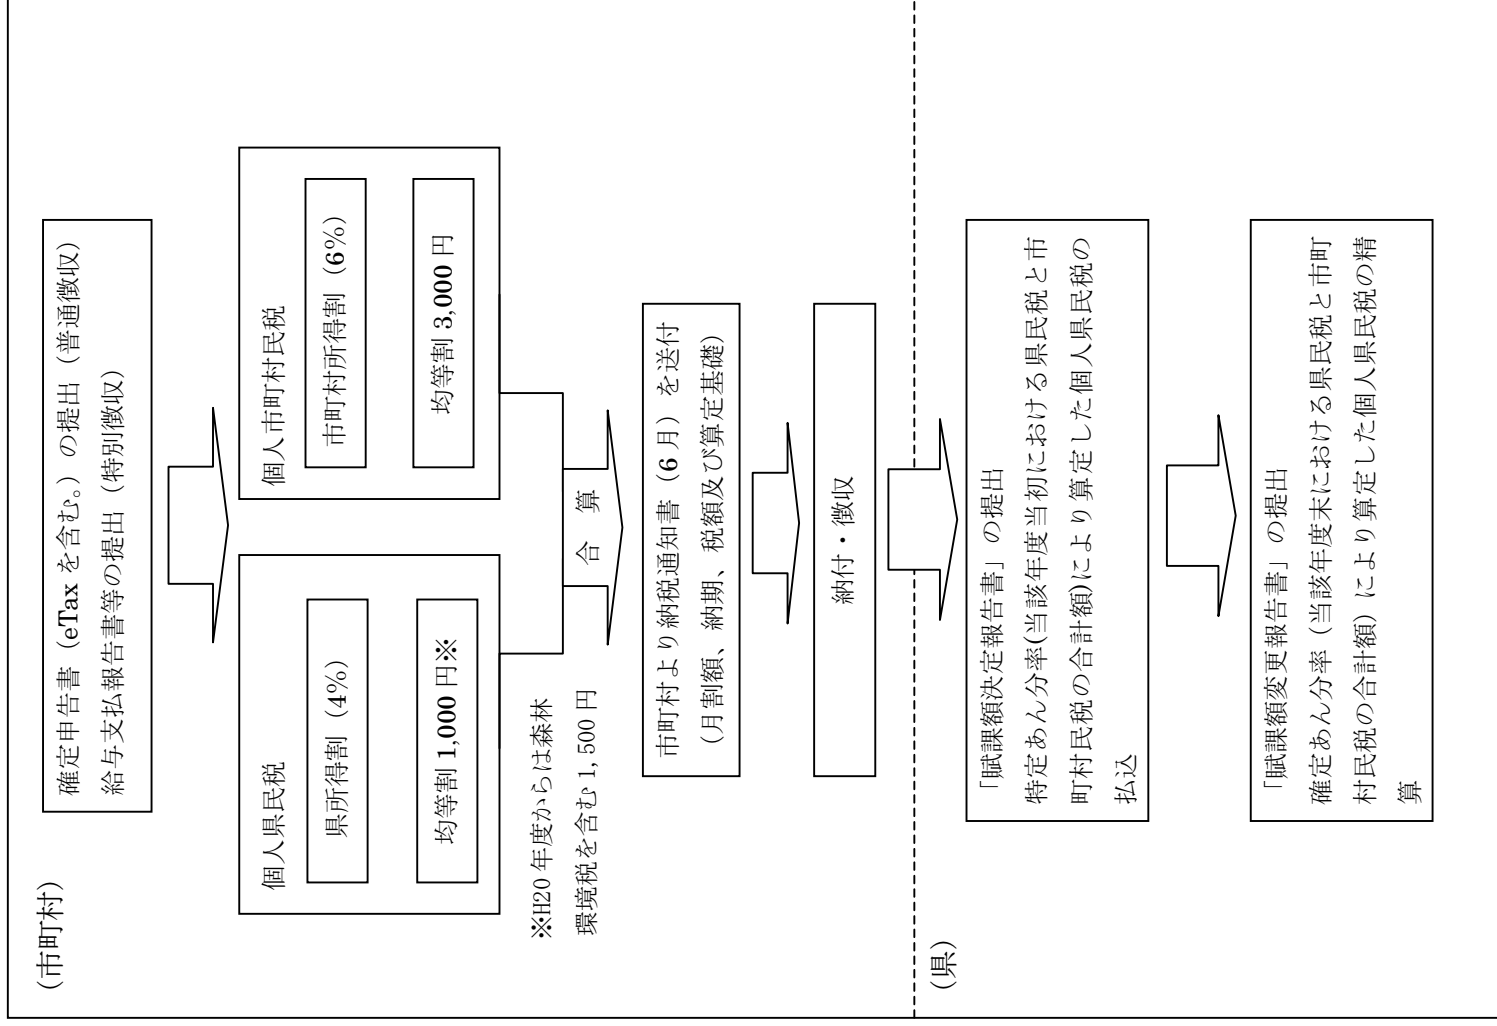 （市町村）
確定申告書（eTax を含む。）の提出（普通徴収）
給与支払報告書等の提出（特別徴収）
個人県民税
県所得割（4%）
均等割 1,000 円※
個人市町村民税
市町村所得割（6%）
均等割 3,000 円
合　算
※H20 年度からは森林
環境税を含む 1,500 円
市町村より納税通知書（6 月）を送付
（月割額、納期、税額及び算定基礎）
納付・徴収
（県）
「賦課額決定報告書」の提出
特定あん分率(当該年度当初における県民税と市
町村民税の合計額)により算定した個人県民税の
払込
「賦課額変更報告書」の提出
確定あん分率（当該年度末における県民税と市町
村民税の合計額）により算定した個人県民税の精
算